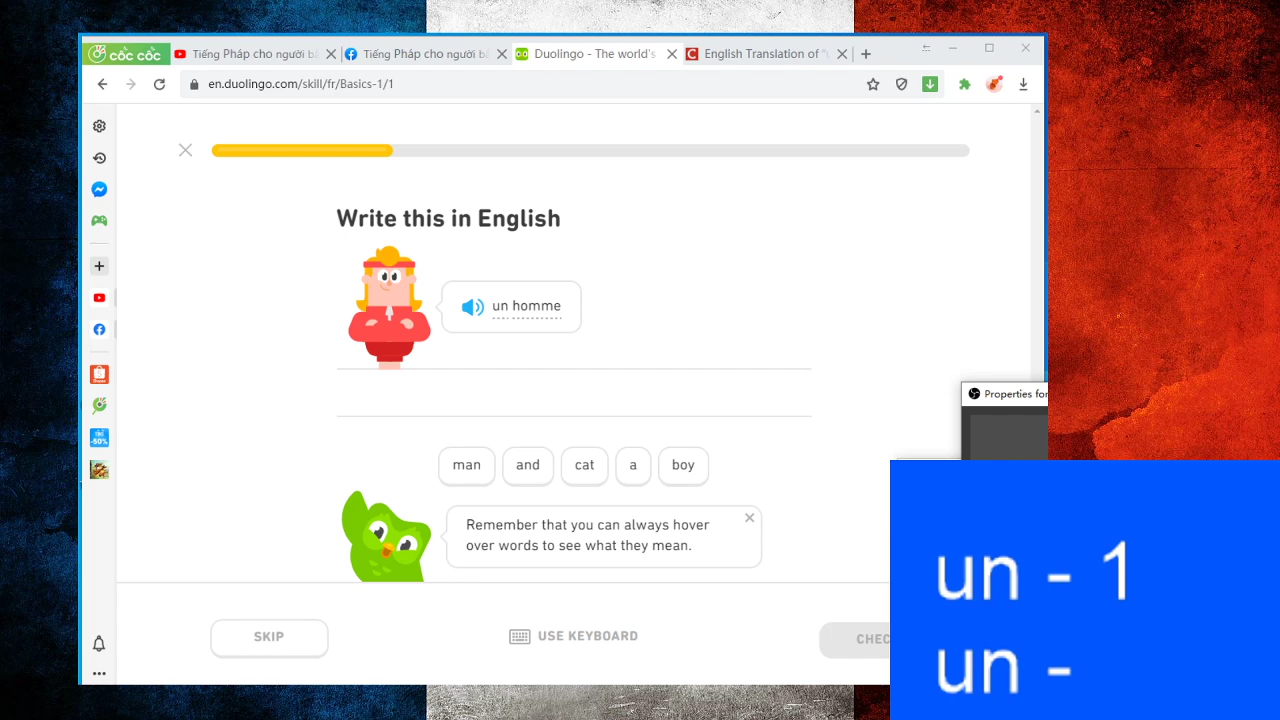 cốc cốc
Tiếng Pháp cho người bắ
Tiếng Pháp cho người bắ
Duolingo - The world's
English Translation of "
en.duolingo.com/skill/fr/Basics-1/1
Write this in English
un homme
Properties for
man and cat a boy
Remember that you can always hover
over words to see what they mean.
-50%
SKIP
USE KEYBOARD
CHEC
un - 1
un -